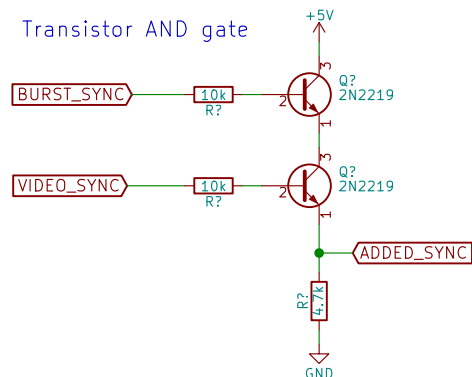 Transistor AND gate
+5V
3
Q?
2N2219
BURST_SYNC
10k
R?
2
1
3
Q?
2N2219
VIDEO_SYNC
10k
R?
2
1
ADDED_SYNC
R?
4.7k
GND